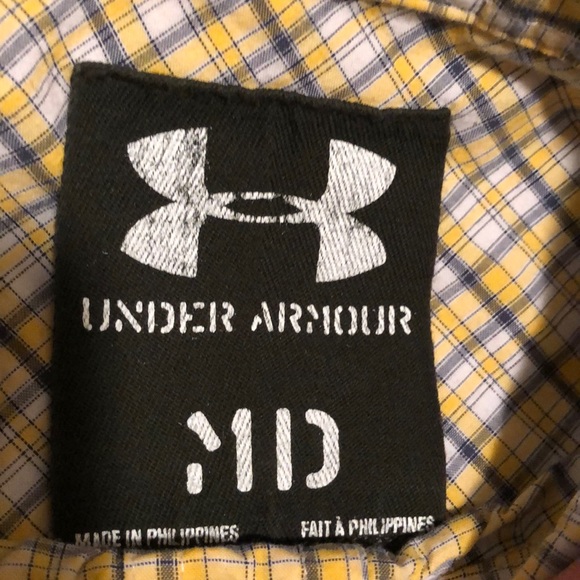 UNDER ARMOUR
MD
MADE IN PHILIPPINES FAIT À PHILIPPINES